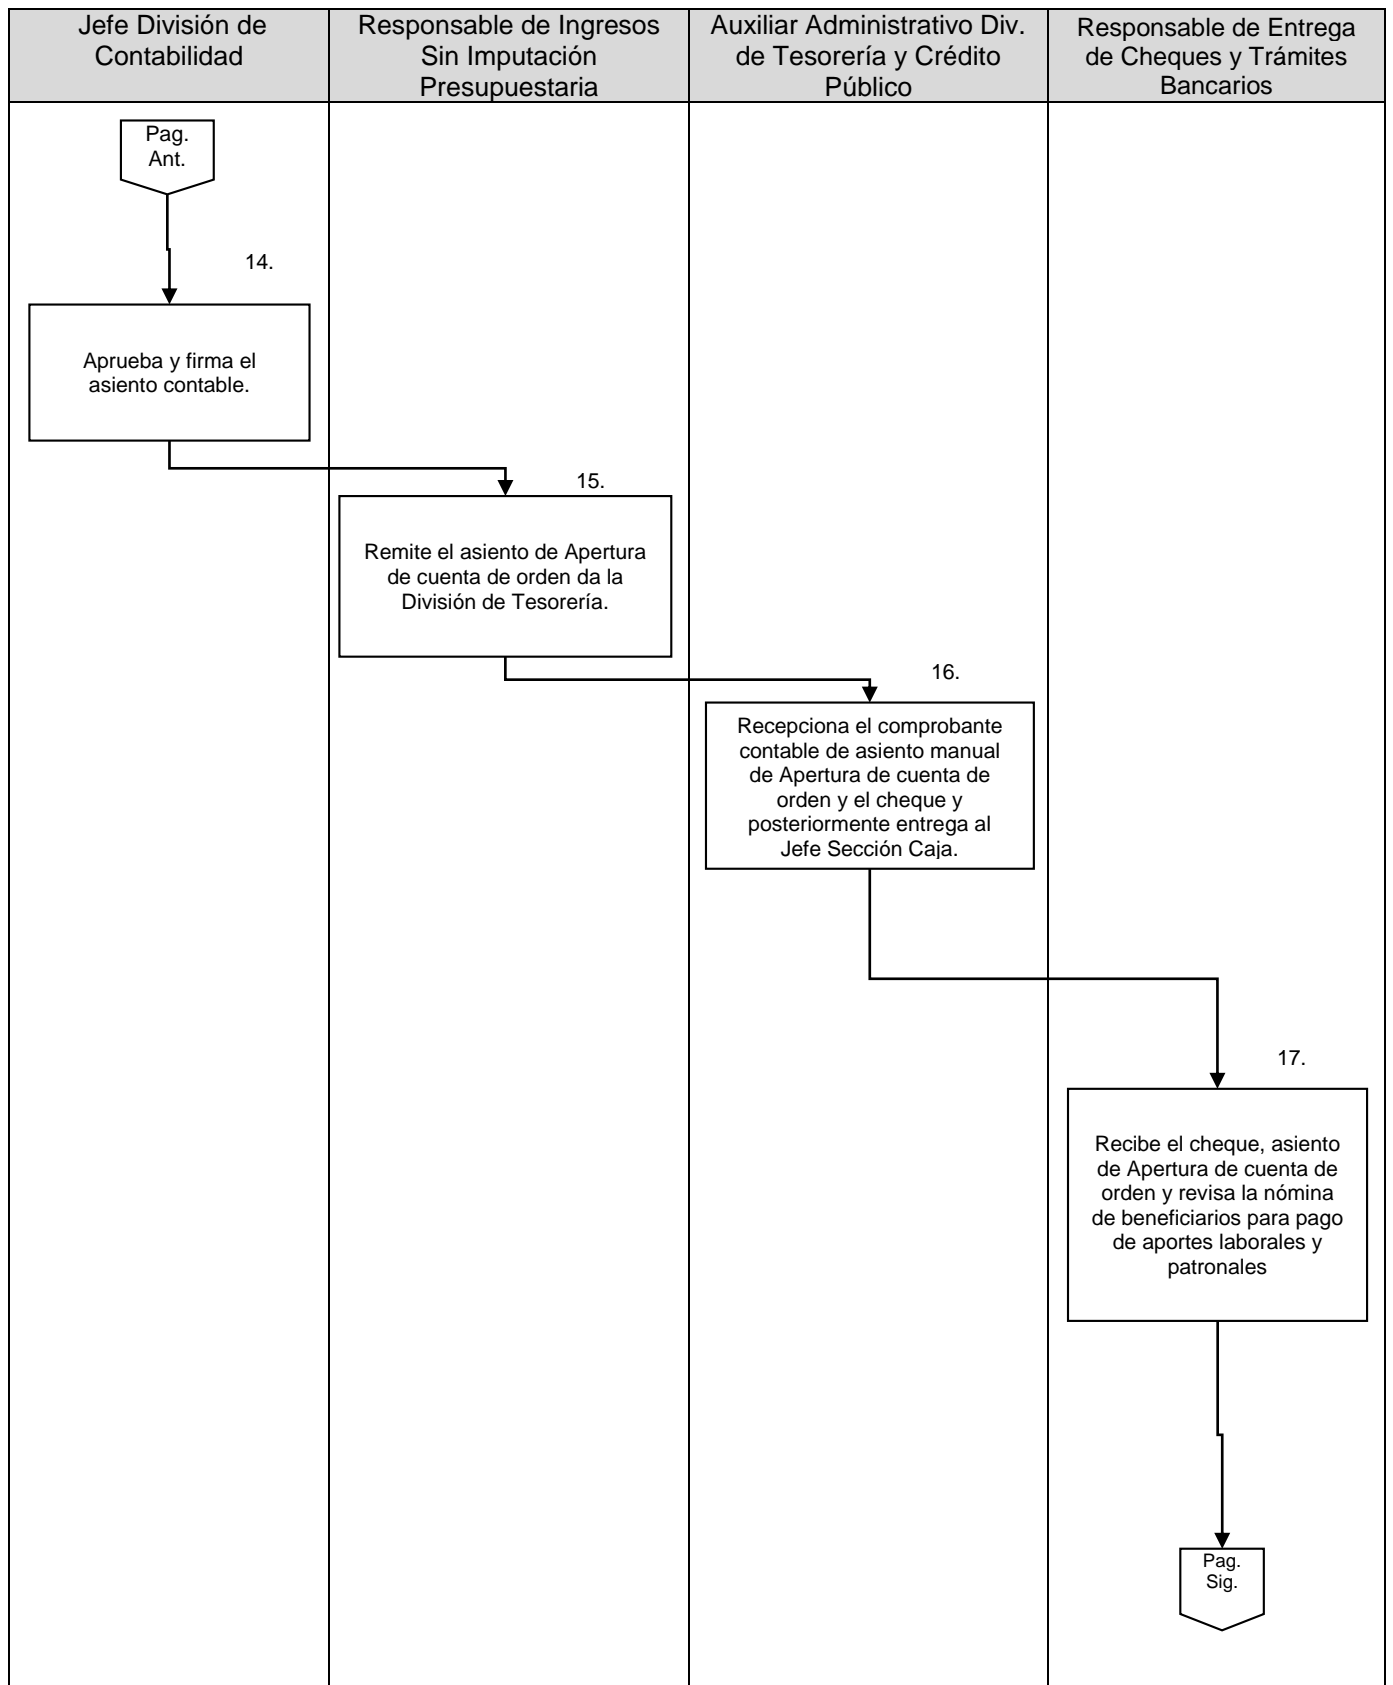 Jefe División de
Contabilidad
Responsable de Ingresos
Sin Imputación
Presupuestaria
Auxiliar Administrativo Div.
de Tesorería y Crédito
Público
Responsable de Entrega
de Cheques y Trámites
Bancarios
Pag.
Ant.
14.
Aprueba y firma el
asiento contable.
15.
Remite el asiento de Apertura
de cuenta de orden da la
División de Tesorería.
16.
Recepciona el comprobante
contable de asiento manual
de Apertura de cuenta de
orden y el cheque y
posteriormente entrega al
Jefe Sección Caja.
17.
Recibe el cheque, asiento
de Apertura de cuenta de
orden y revisa la nómina
de beneficiarios para pago
de aportes laborales y
patronales
Pag.
Sig.